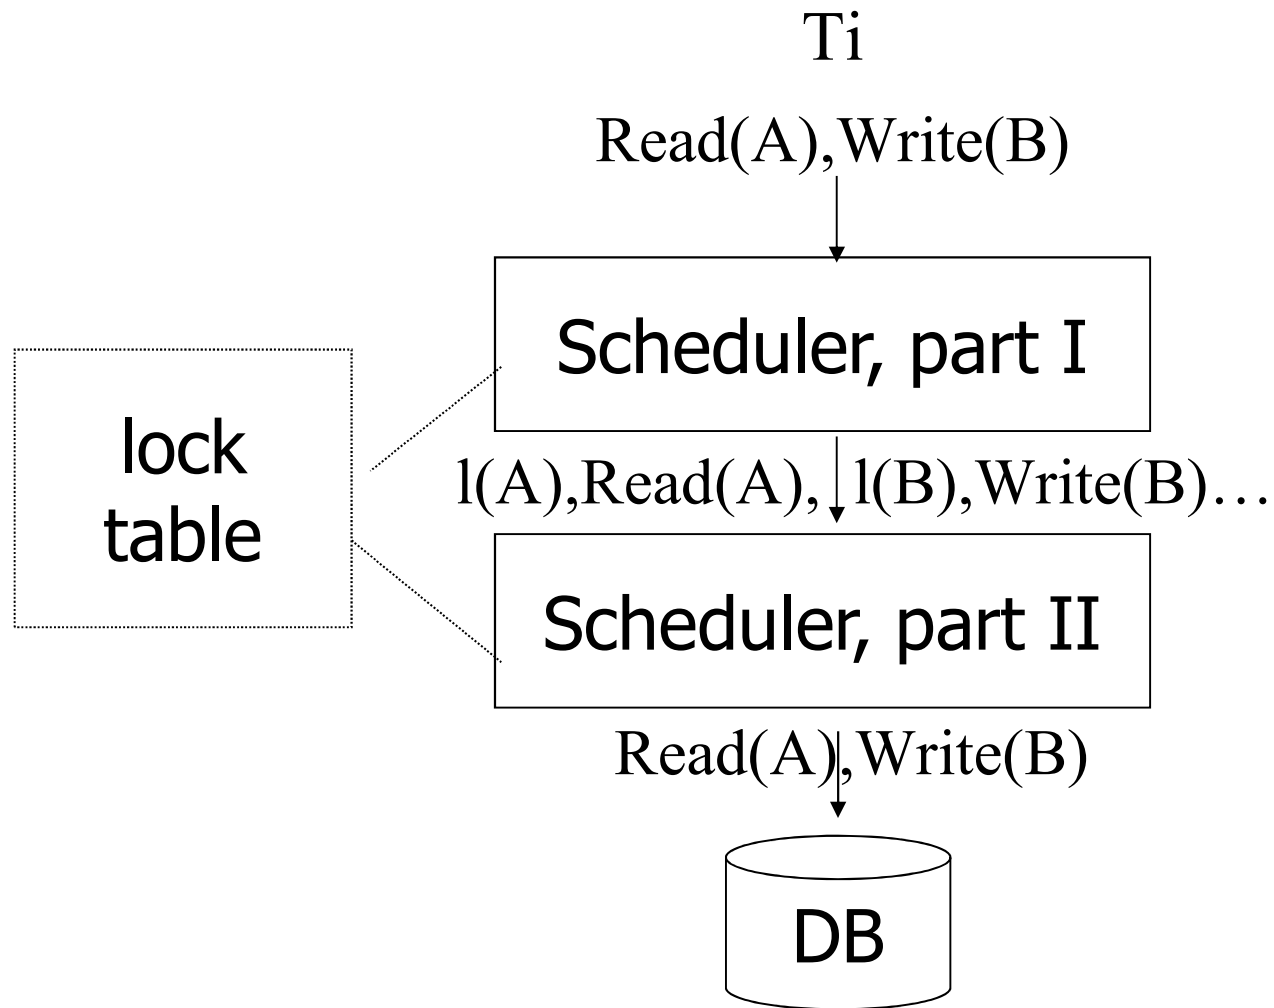 Ti
Read(A),Write(B)
Scheduler, part I
lock
table
l(A),Read(A), l(B),Write(B)…
Scheduler, part II
Read(A),Write(B)
DB